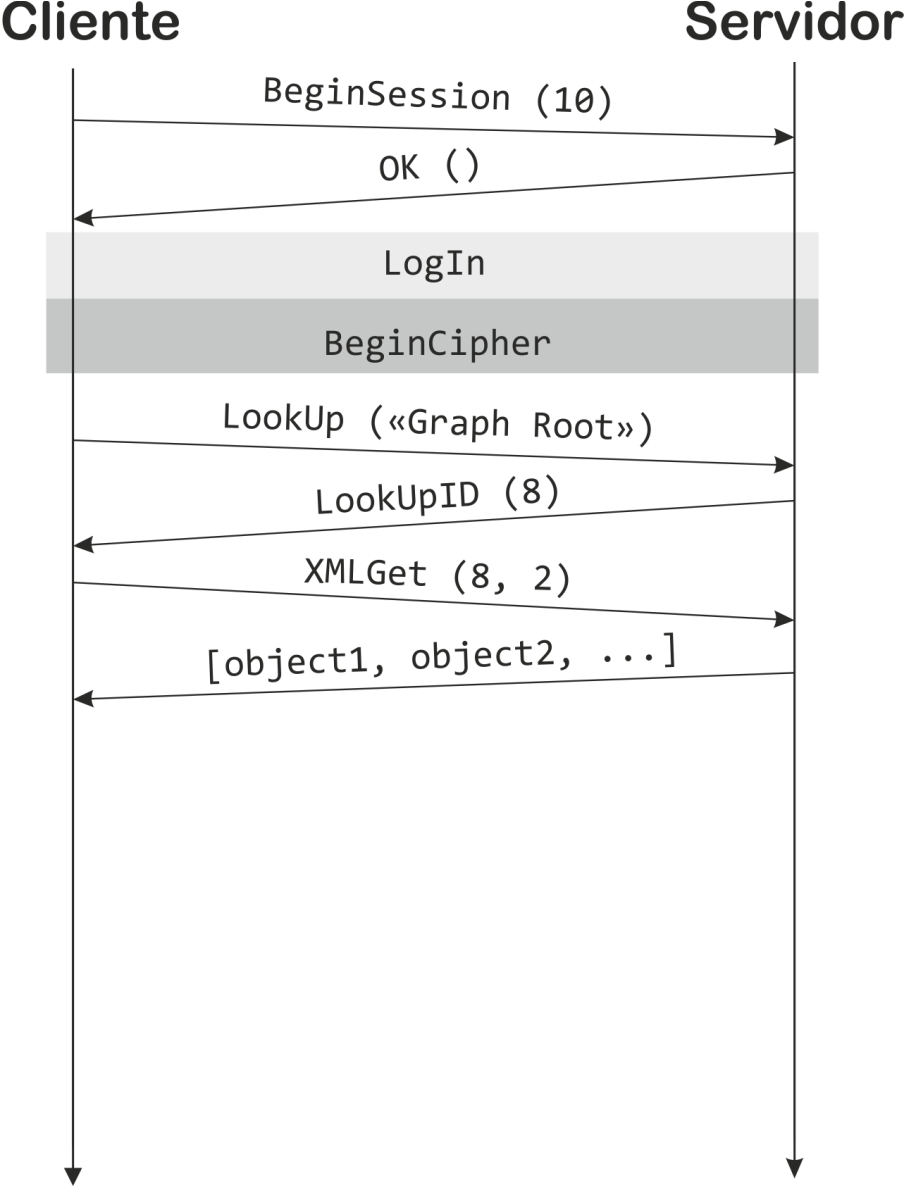 Cliente Servidor
BeginSession (10)
OK ()
LogIn
BeginCipher
LookUp («Graph Root»)
LookUpID (8)
XMLGet (8, 2)
[object1, object2, ...]